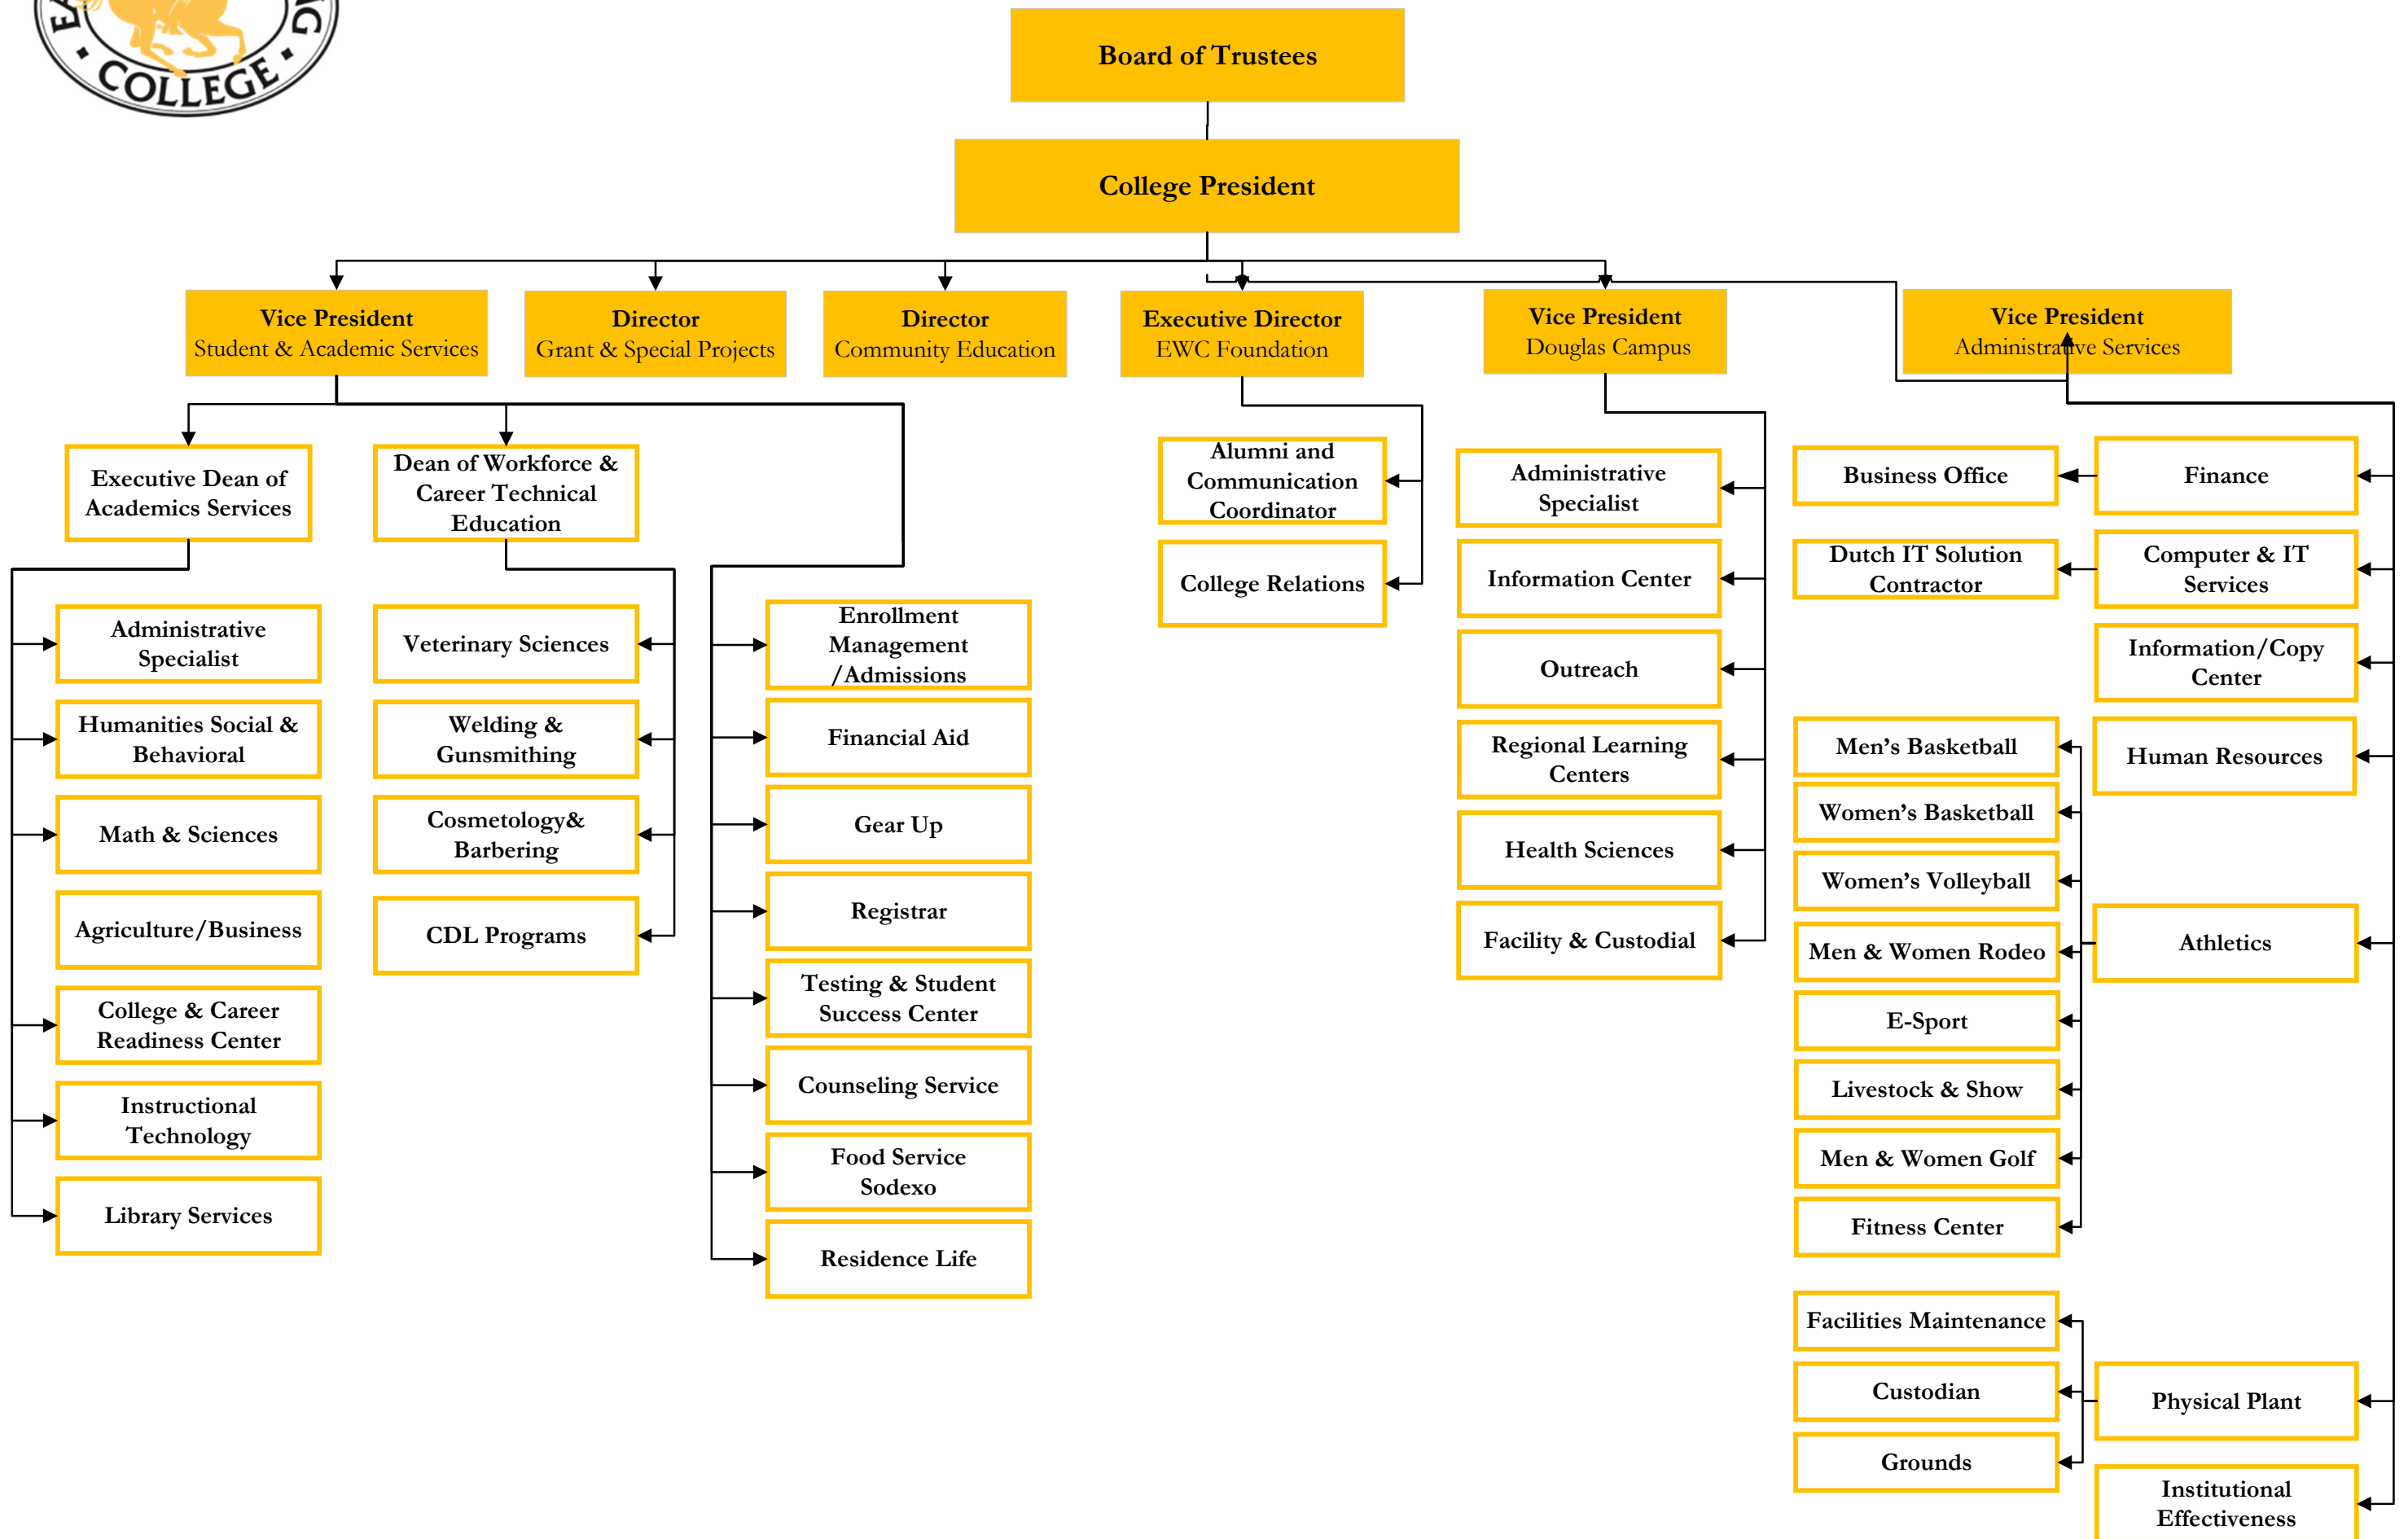 COLLEGE
Board of Trustees
College President
Vice President
Student & Academic Services
Director
Grant & Special Projects
Director
Community Education
Executive Director
EWC Foundation
Vice President
Douglas Campus
Vice President
Administrative Services
Executive Dean of
Academics Services
Administrative
Specialist
Humanities Social &
Behavioral
Math & Sciences
Agriculture/Business
College & Career
Readiness Center
Instructional
Technology
Library Services
Dean of Workforce &
Career Technical
Education
Veterinary Sciences
Welding &
Gunsmithing
Cosmetology&
Barbering
CDL Programs
Enrollment
Management
/Admissions
Financial Aid
Gear Up
Registrar
Testing & Student
Success Center
Counseling Service
Food Service
Sodexo
Residence Life
Alumni and
Communication
Coordinator
College Relations
Administrative
Specialist
Information Center
Outreach
Regional Learning
Centers
Health Sciences
Facility & Custodial
Finance
Business Office
Computer & IT
Services
Dutch IT Solution
Contractor
Information/Copy
Center
Human Resources
Athletics
Men's Basketball
Women's Basketball
Women's Volleyball
Men & Women Rodeo
E-Sport
Livestock & Show
Men & Women Golf
Fitness Center
Physical Plant
Facilities Maintenance
Custodian
Grounds
Institutional
Effectiveness